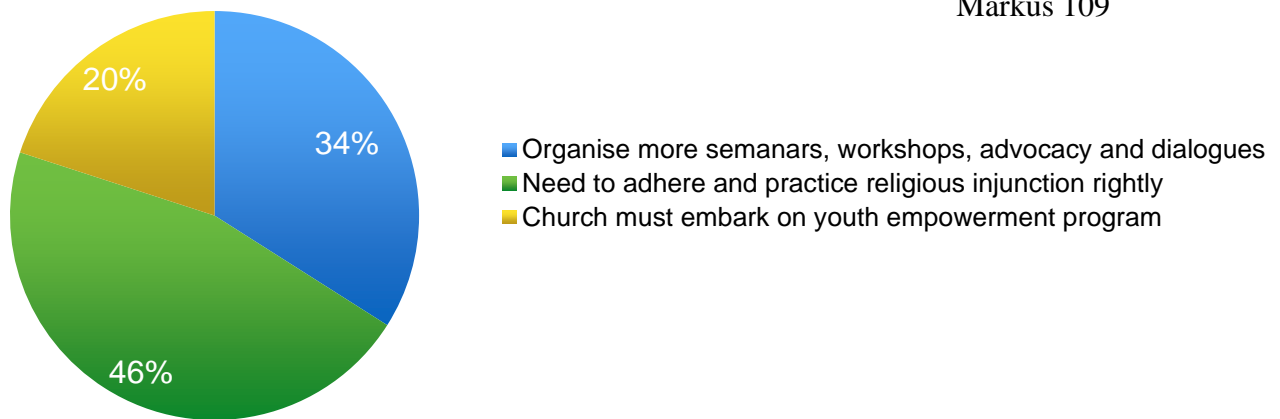 Markus 109
20%
34%
46%
Organise more semanars, workshops, advocacy and dialogues
Need to adhere and practice religious injunction rightly
Church must embark on youth empowerment program